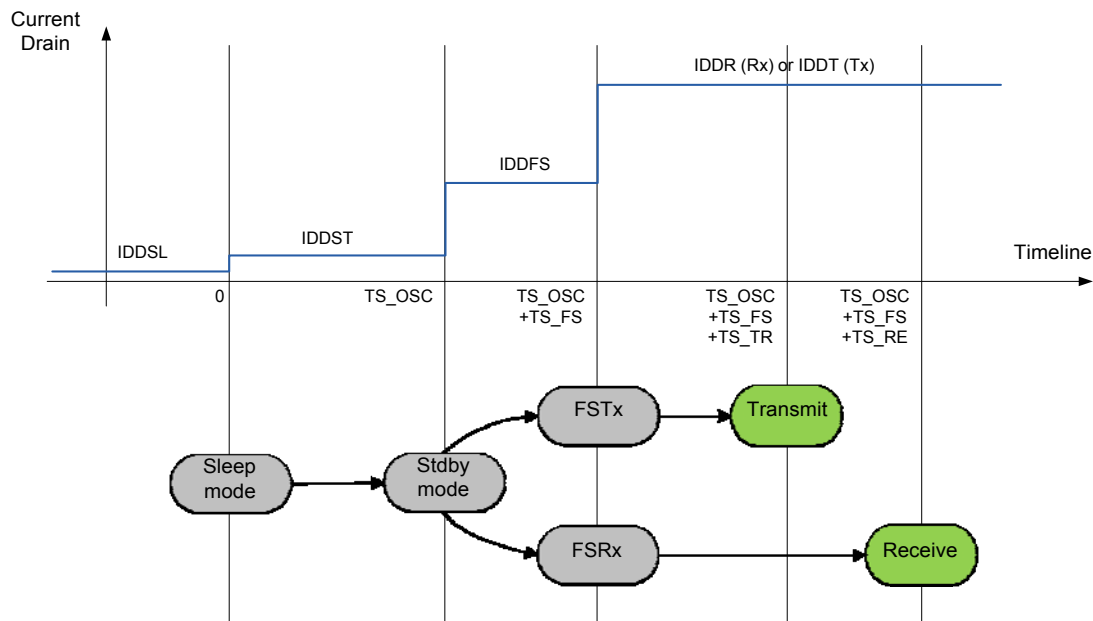 Current
Drain
IDDR (Rx) or IDDT (Tx)
IDDFS
IDDST
IDDSL
Timeline
0
TS_OSC
TS_OSC
+TS_FS
TS_OSC
+TS_FS
+TS_TR
TS_OSC
+TS_FS
+TS_RE
FSTx
Transmit
Sleep
mode
Stdby
mode
FSRx
Receive